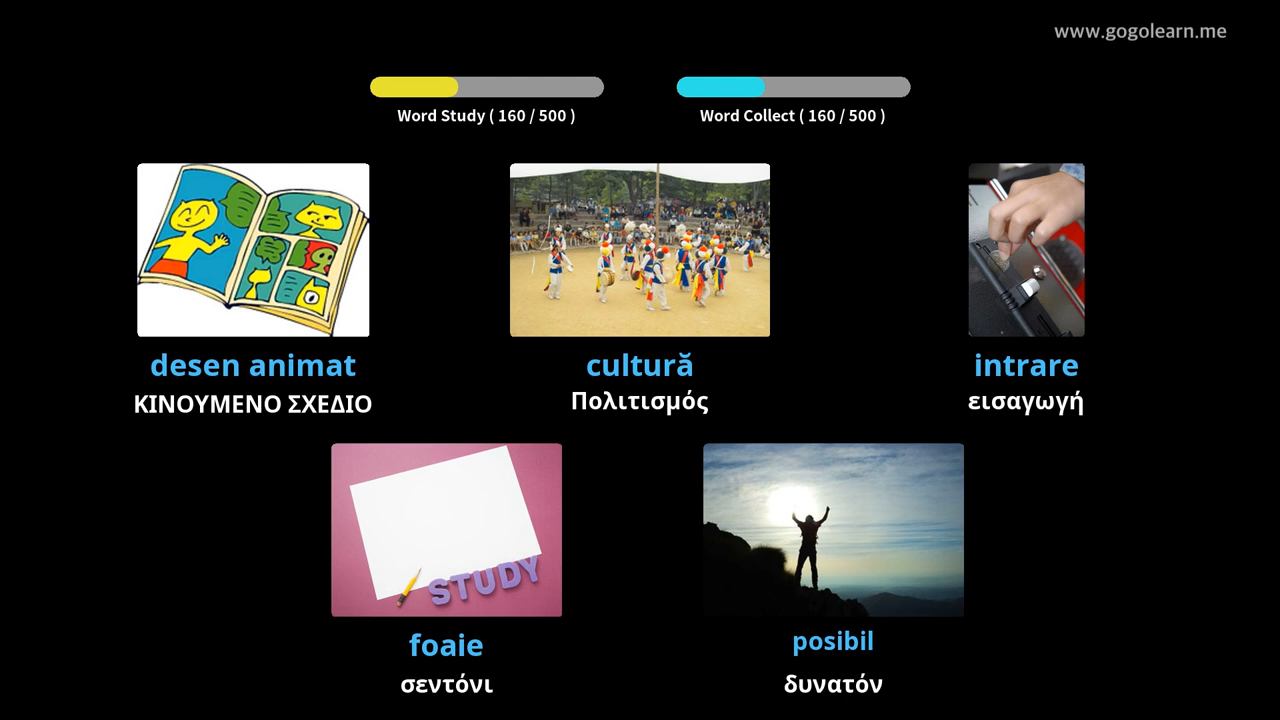 www.gogolearn.me
Word Study ( 160 / 500 )
Word Collect ( 160 / 500 )
desen animat
ΚΙΝΟΥΜΕΝΟ ΣΧΕΔΙΟ
cultură
Πολιτισμός
intrare
εισαγωγή
STUDY
foaie
σεντόνι
posibil
δυνατόν